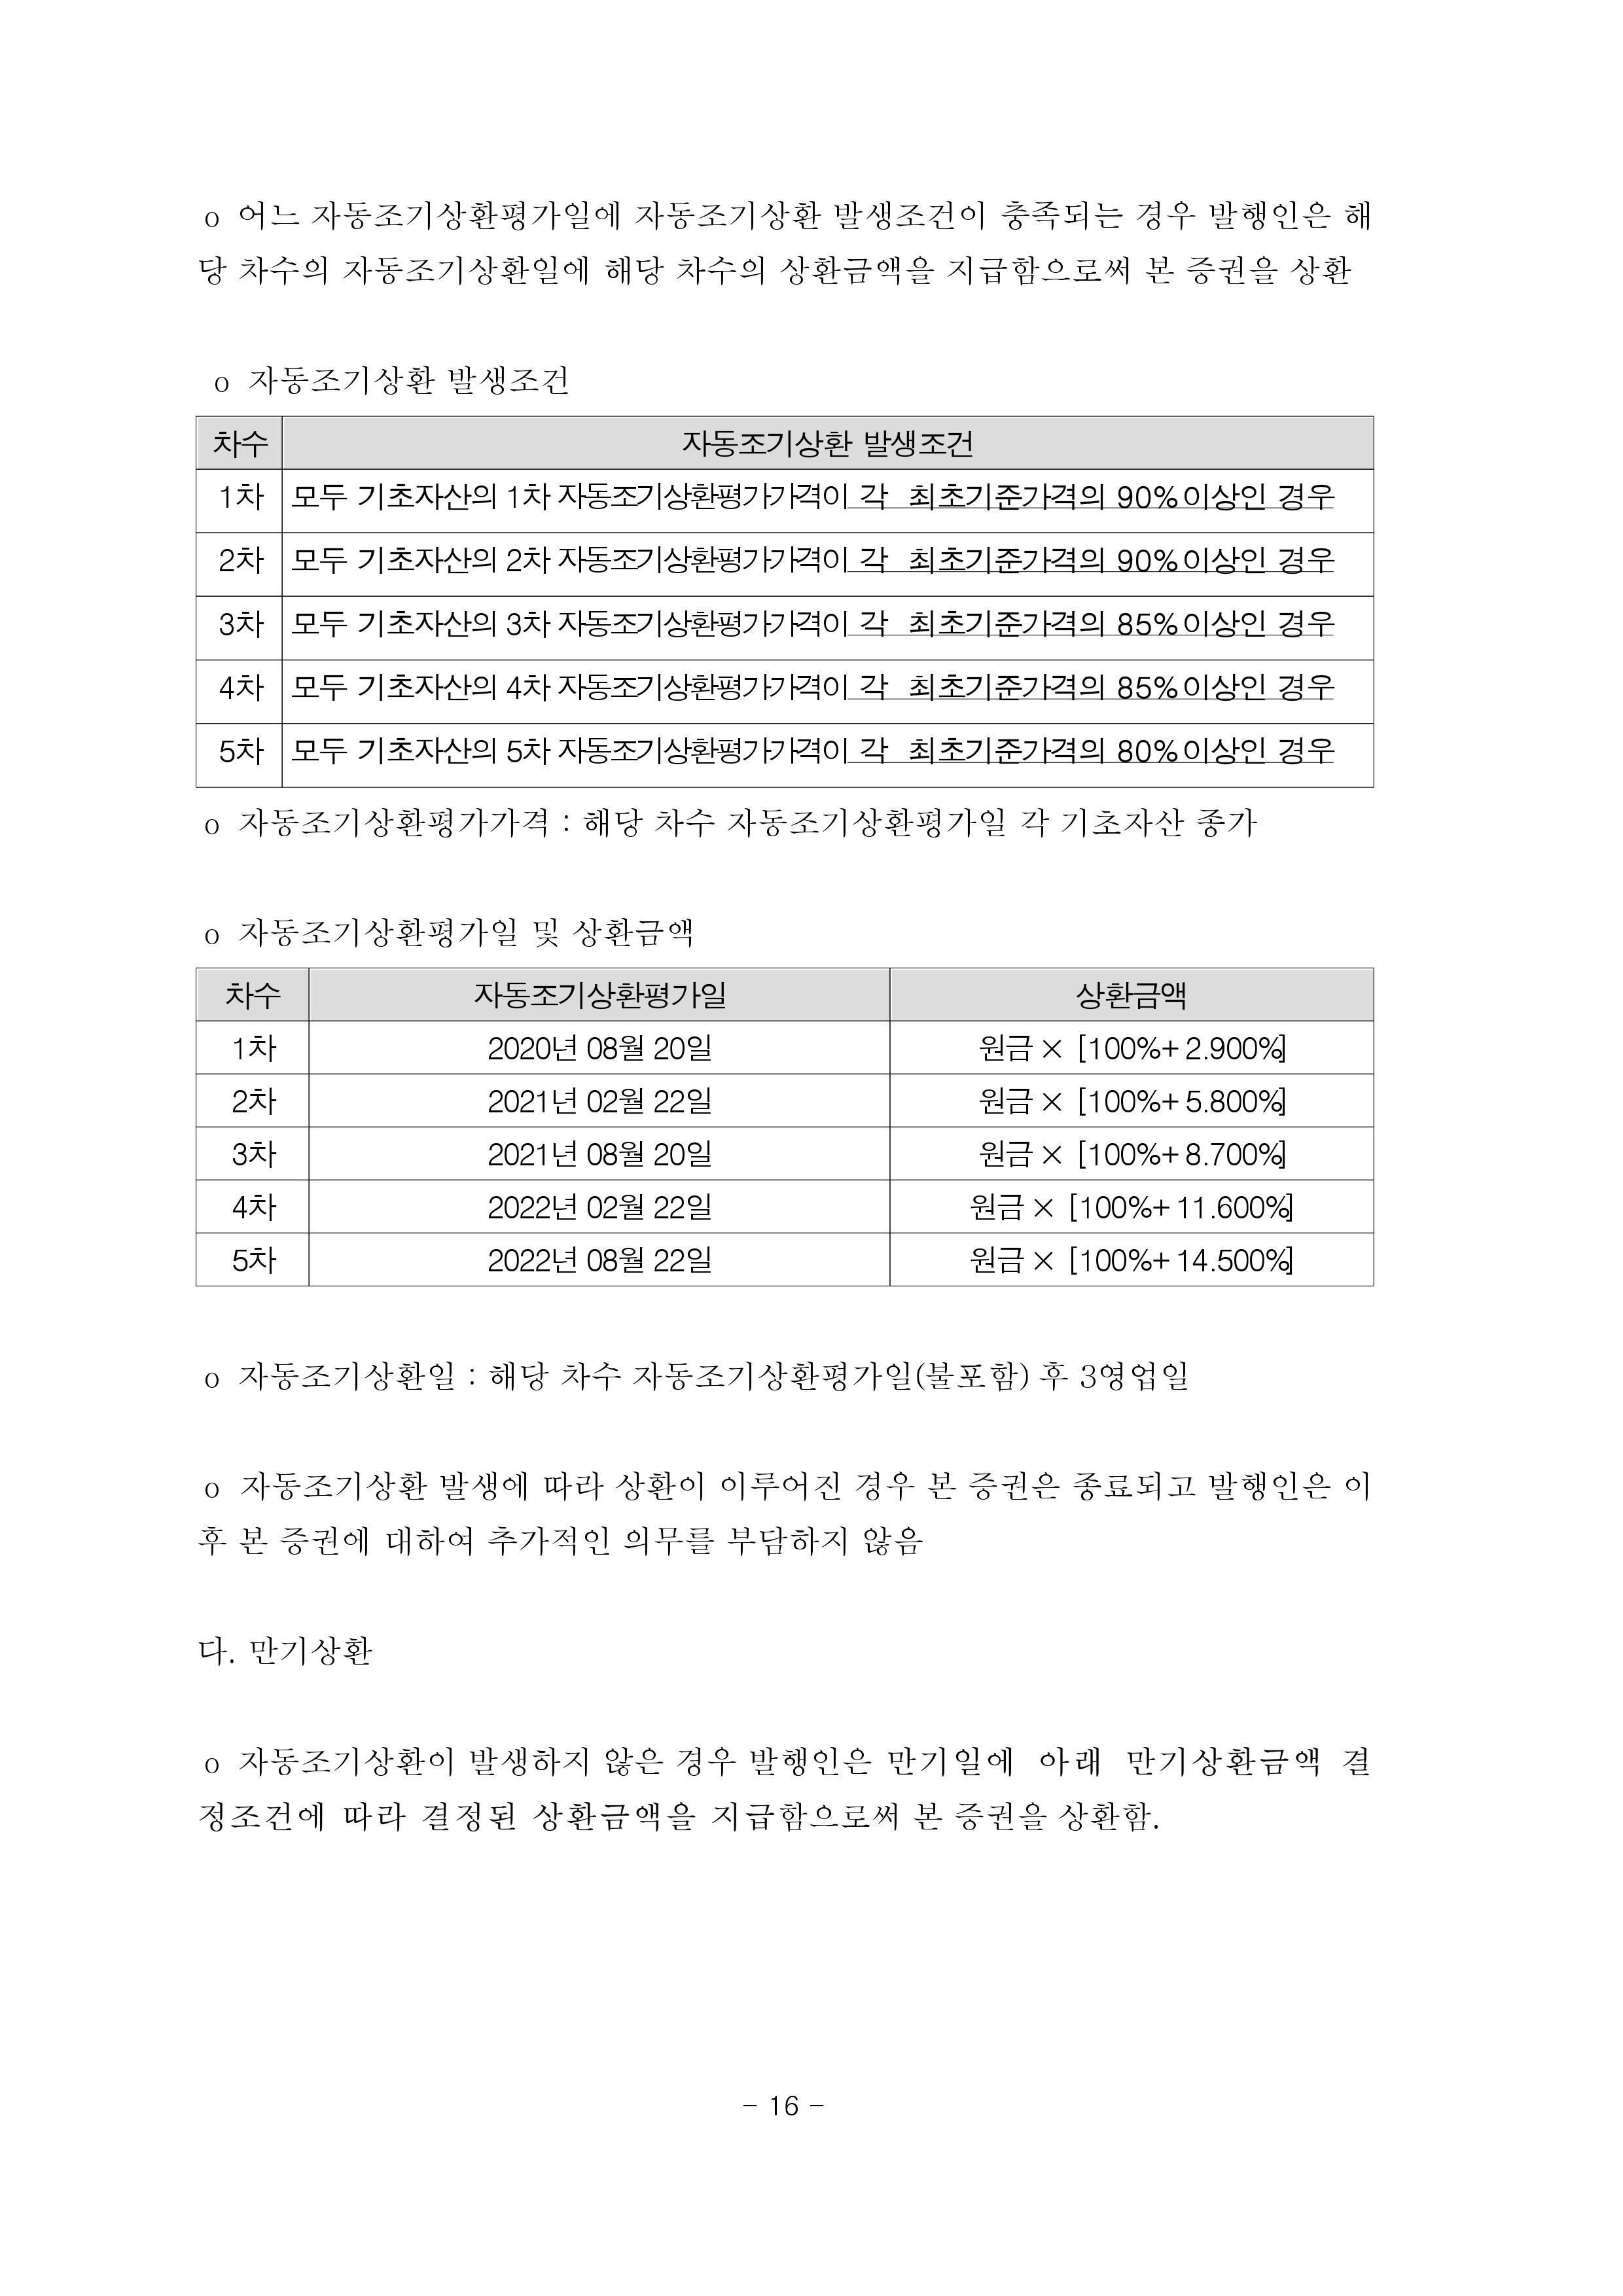 o 어느 자동조기상환평가일에 자동조기상환 발생조건이 충족되는 경우 발행인은 해
당 차수의 자동조기상환일에 해당 차수의 상환금액을 지급함으로써 본 증권을 상환
o 자동조기상환 발생조건
차수 자동조기상환 발생조건
1차 모두 기초자산의 1차 자동조기상환평가가격이 각 최초기준가격의 90%이상인 경우
2차 모두 기초자산의 2차 자동조기상환평가가격이 각 최초기준가격의 90%이상인 경우
3차 모두 기초자산의 3차 자동조기상환평가가격이 각 최초기준가격의 85%이상인 경우
4차 모두 기초자산의 4차 자동조기상환평가가격이 각 최초기준가격의 85%이상인 경우
5차 모두 기초자산의 5차 자동조기상환평가가격이 각 최초기준가격의 80%이상인 경우
o 자동조기상환평가가격 : 해당 차수 자동조기상환평가일 각 기초자산 종가
o 자동조기상환평가일 및 상환금액
차수 자동조기상환평가일 상환금액
1차 2020년 08월 20일 원금 × [100%+2.900%]
2차 2021년 02월 22일 원금 × [100%+5.800%]
3차 2021년 08월 20일 원금 × [100%+8.700%]
4차 2022년 02월 22일 원금 × [100%+11.600%]
5차 2022년 08월 22일 원금 × [100%+14.500%]
o 자동조기상환일 : 해당 차수 자동조기상환평가일(불포함) 후 3영업일
o 자동조기상환 발생에 따라 상환이 이루어진 경우 본 증권은 종료되고 발행인은 이
후 본 증권에 대하여 추가적인 의무를 부담하지 않음
다. 만기상환
o 자동조기상환이 발생하지 않은 경우 발행인은 만기일에 아래 만기상환금액 결
정조건에 따라 결정된 상환금액을 지급함으로써 본 증권을 상환함.
- 16 -